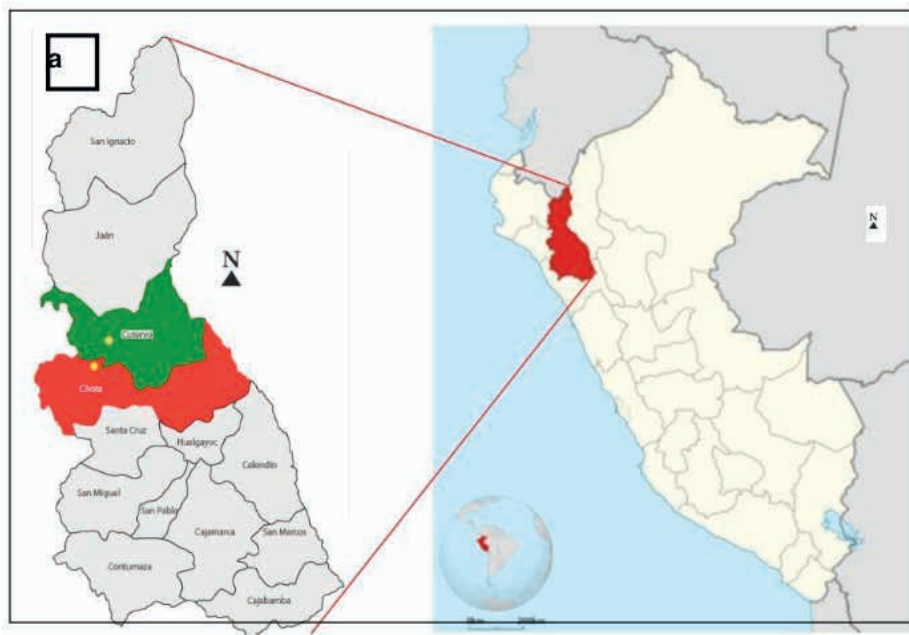 a
San Ignacio
Jaén
N
N
Cutervo
Chota
Santa Cruz
Hualgayoc
Celendín
San Miguel
San Pablo
Cajamarca
San Marcos
Contumaza
Cajabamba